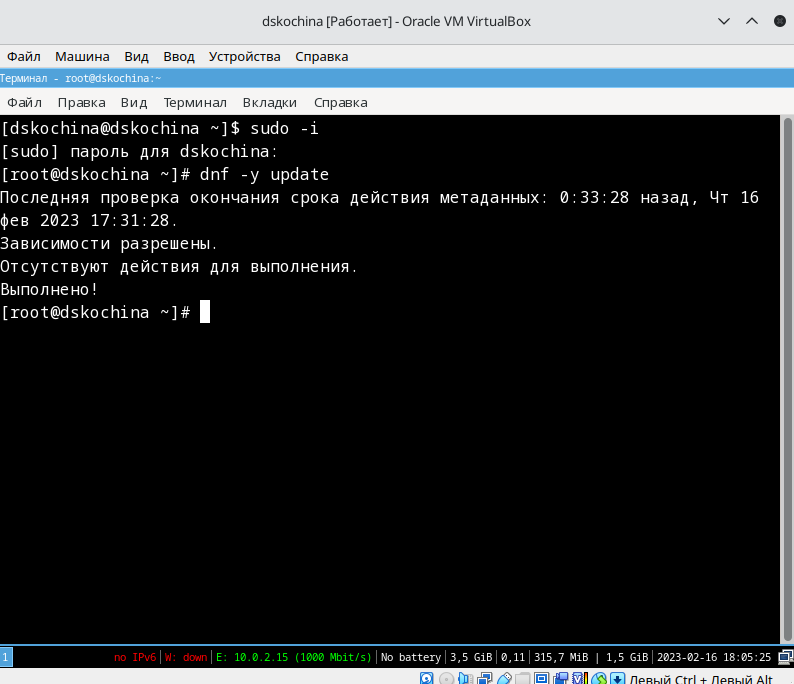 dskochina [Работает] - Oracle VM VirtualBox
Файл Машина Вид Ввод Устройства Справка
Терминал - root@dskochina:~
Файл Правка Вид Терминал Вкладки Справка
[dskochina@dskochina ~]$ sudo -i
[sudo] пароль для dskochina:
[root@dskochina ~]# dnf -y update
Последняя проверка окончания срока действия метаданных: 0:33:28 назад, Чт 16
фев 2023 17:31:28.
Зависимости разрешены.
Отсутствуют действия для выполнения.
Выполнено!
[root@dskochina ~]#
1 no IPv6|W: down|E: 10.0.2.15 (1000 Mbit/s)|No battery|3,5 GiB|0,11|315,7 MiB | 1,5 GiB|2023-02-16 18:05:25
Левый Ctrl + Левый Alt